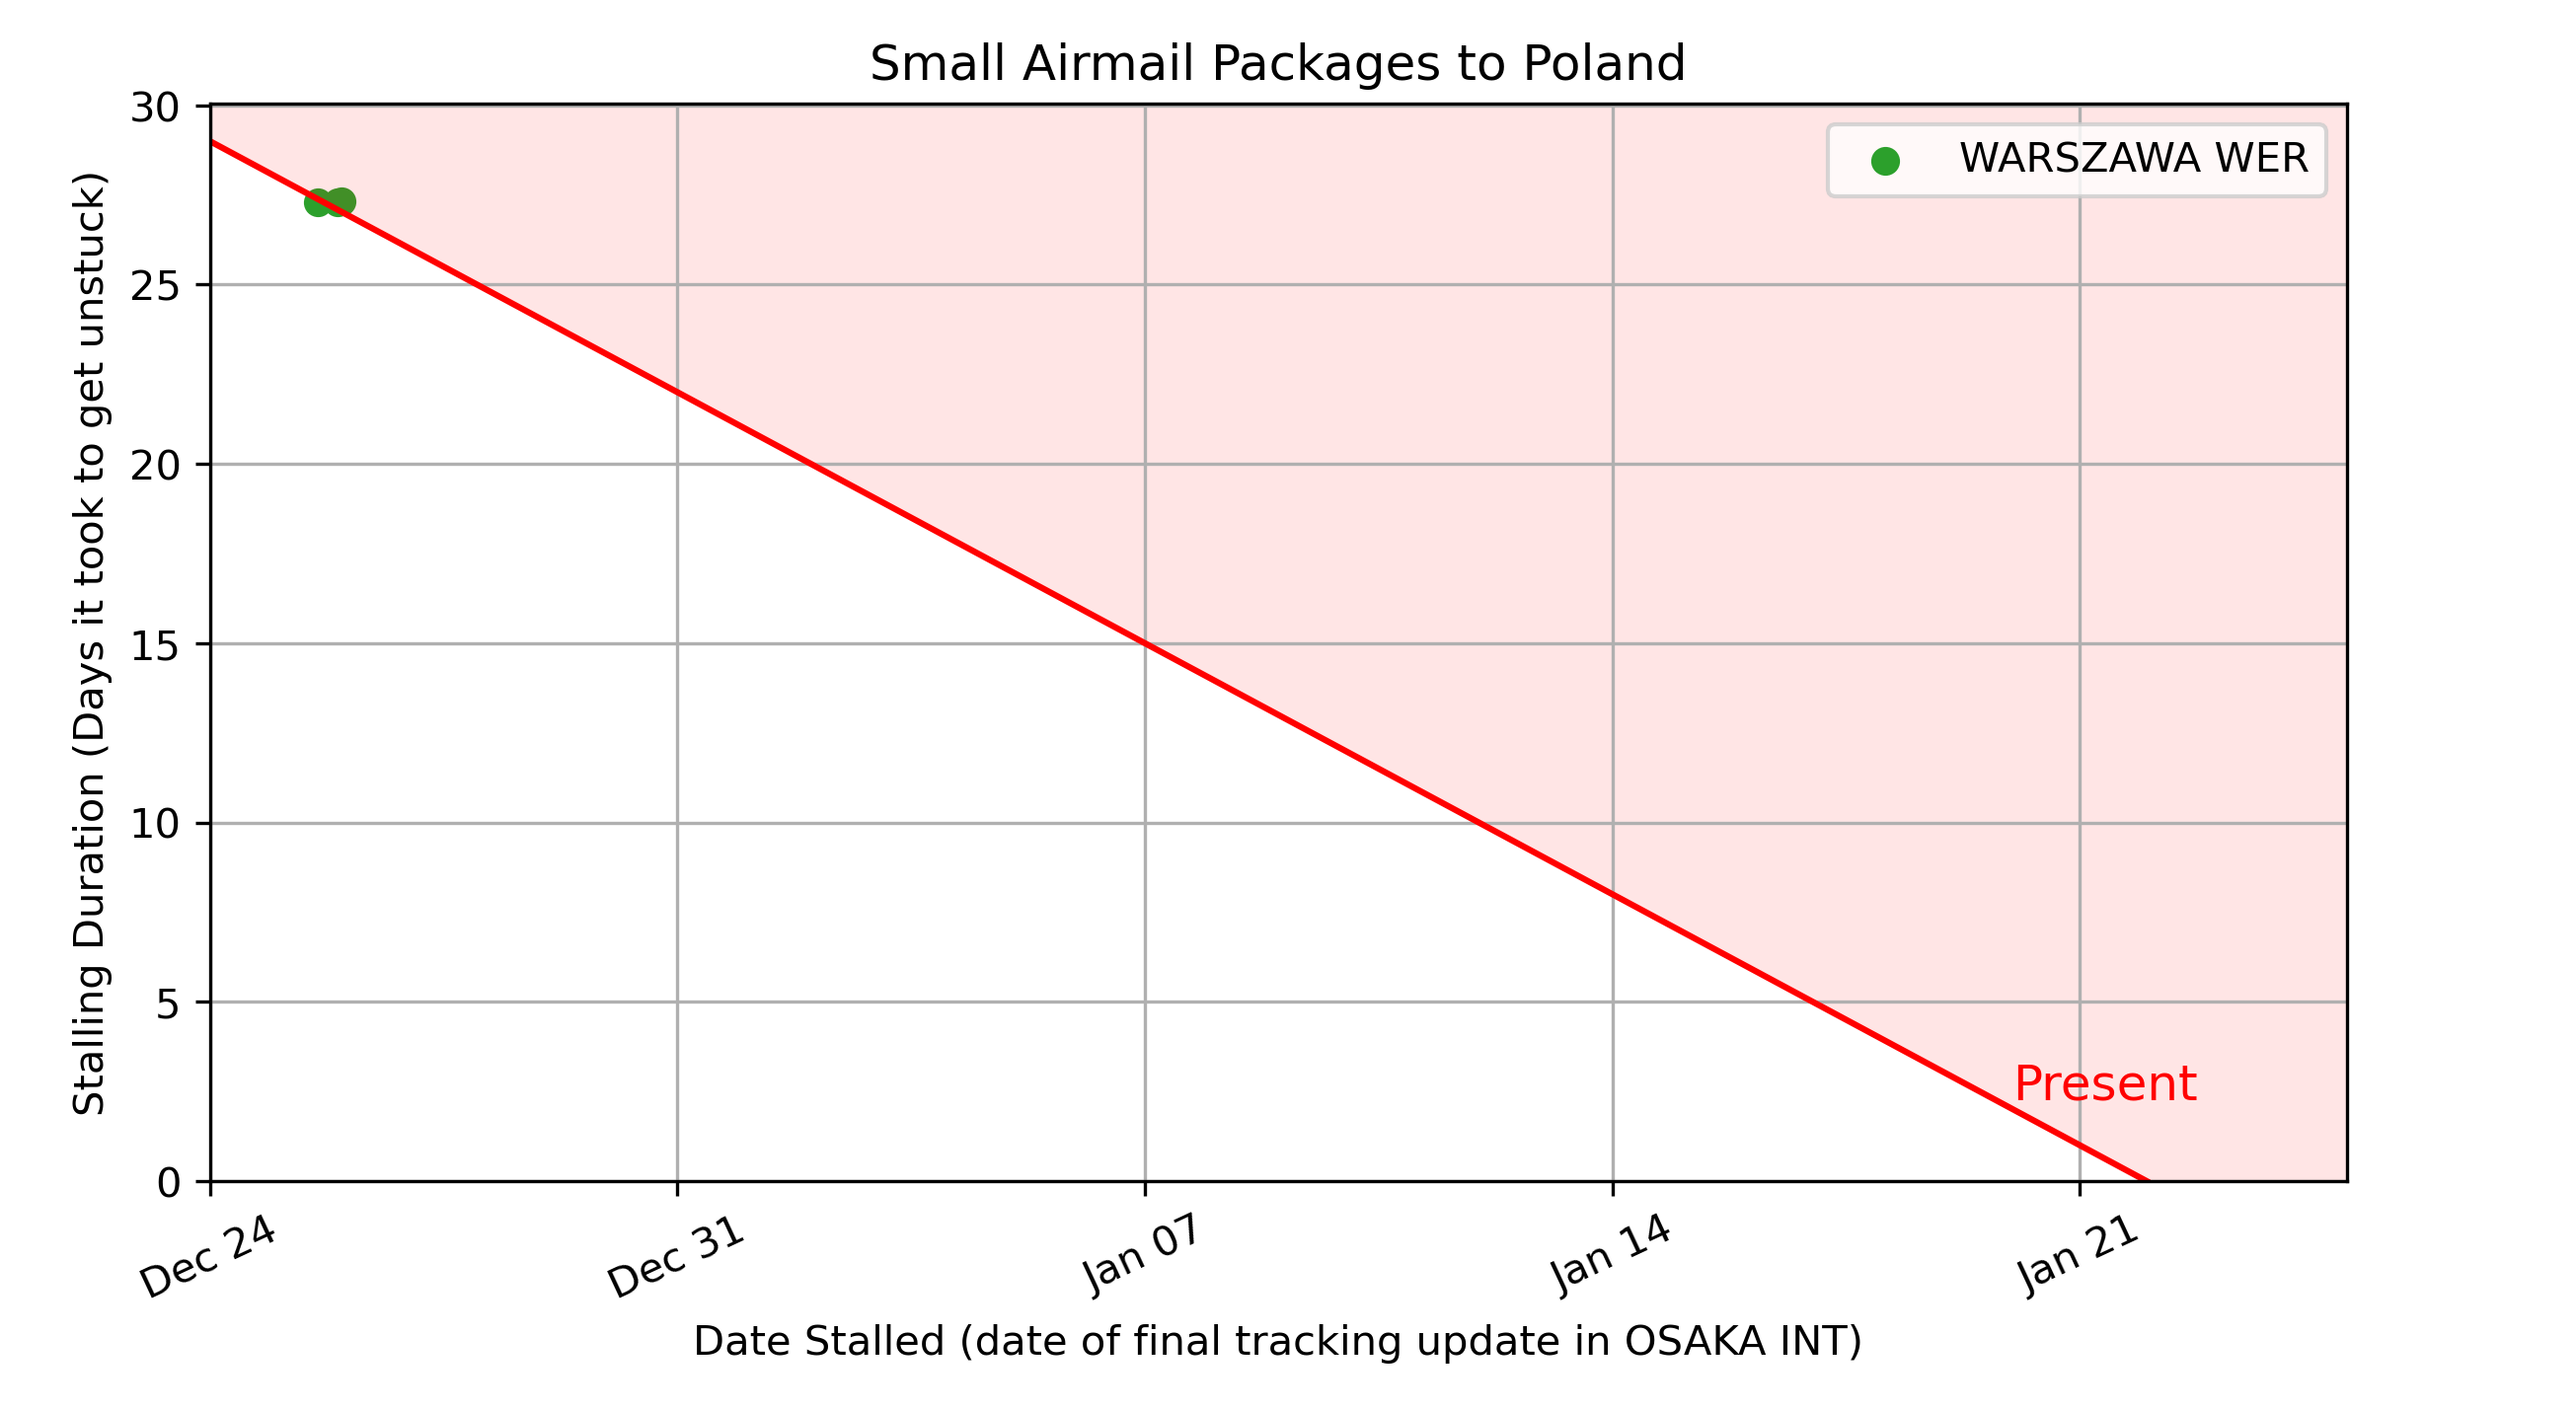 Small Airmail Packages to Poland
WARSZAWA WER
Stalling Duration (Days it took to get unstuck)
30
25
20
15
10
5
0
Present
Dec 24
Dec 31
Jan 07
Jan 14
Jan 21
Date Stalled (date of final tracking update in OSAKA INT)